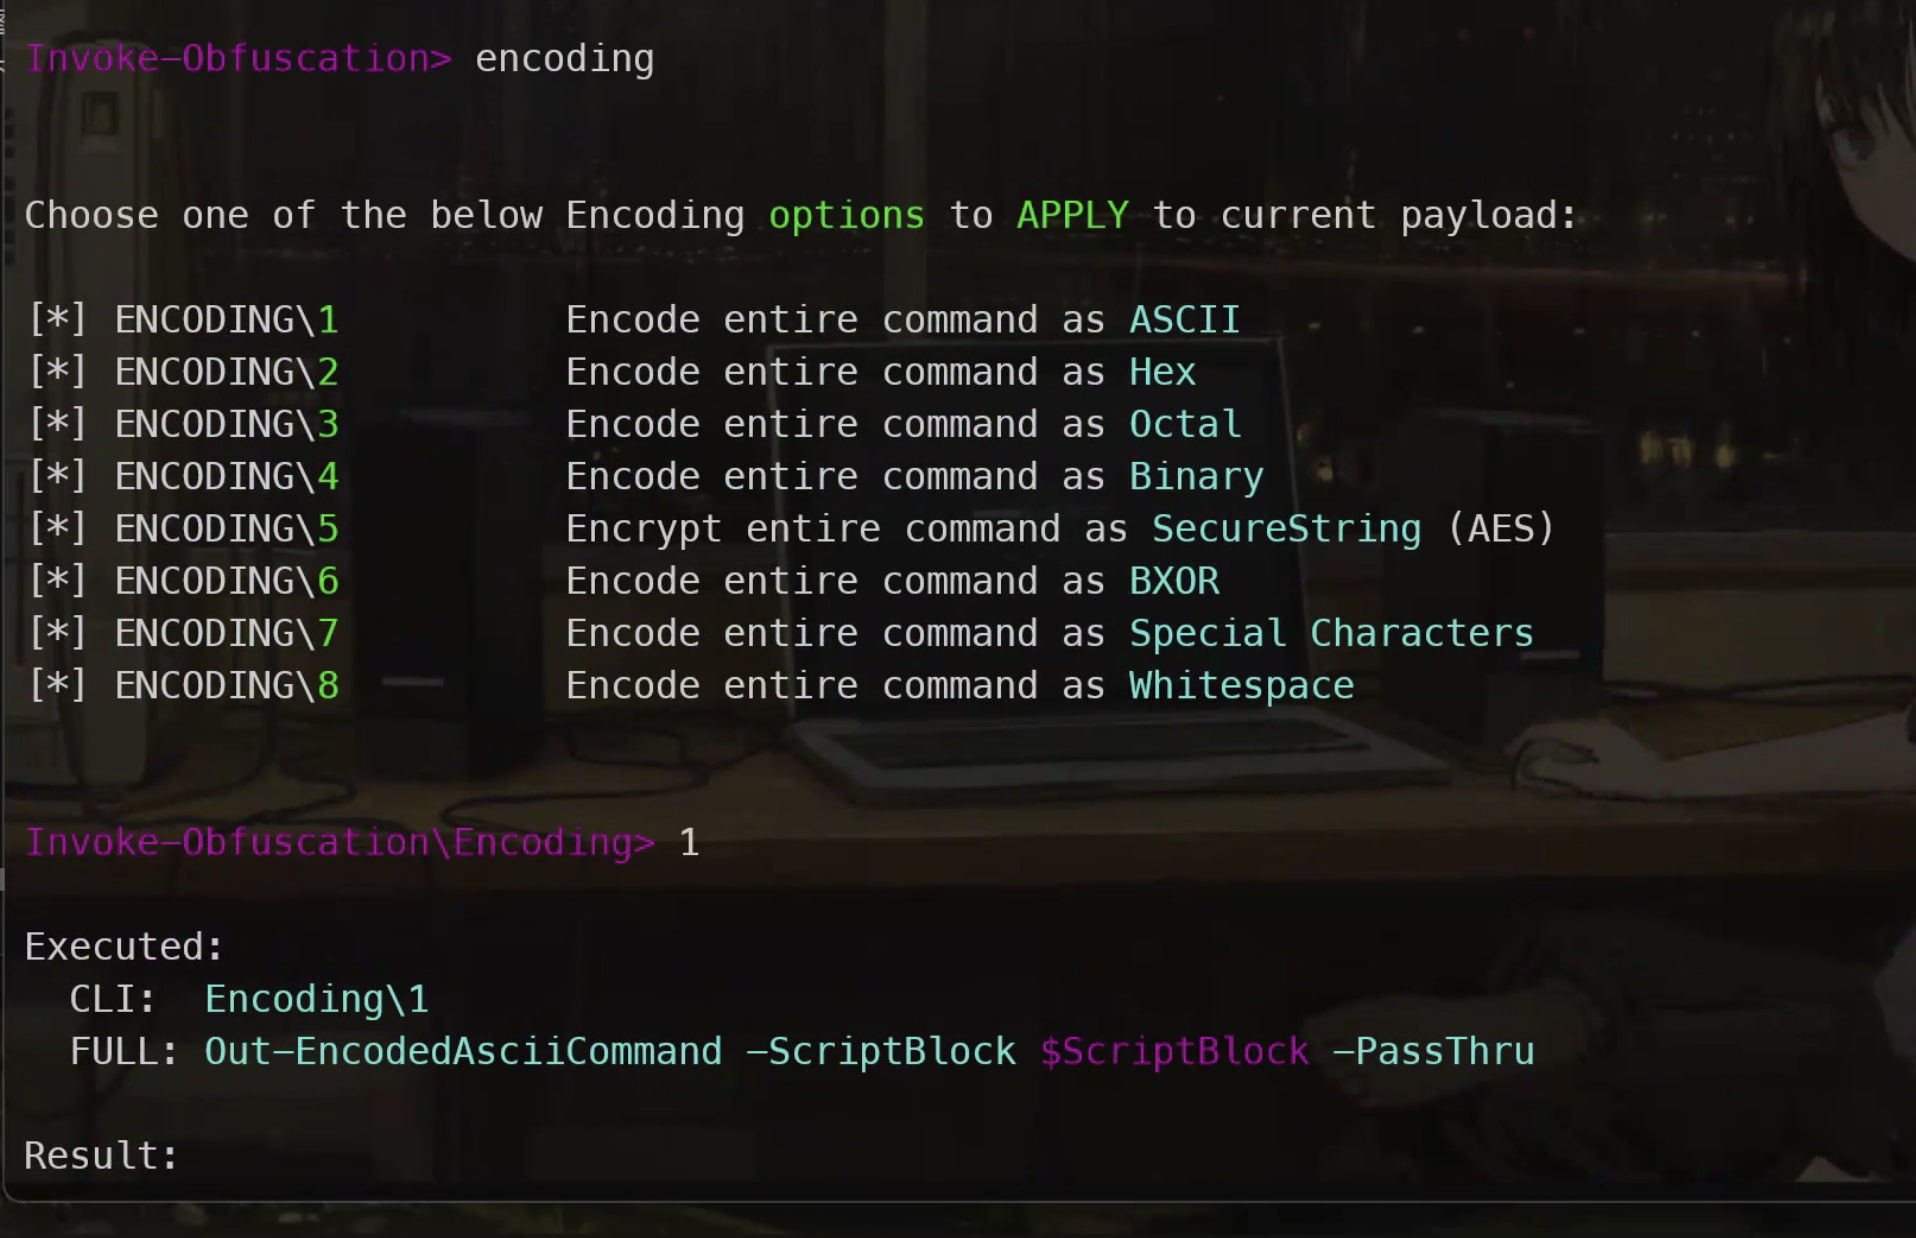 Invoke-Obfuscation> encoding
Choose one of the below Encoding options to APPLY to current payload:
[*] ENCODING\1 Encode entire command as ASCII
[*] ENCODING\2 Encode entire command as Hex
[*] ENCODING\3 Encode entire command as Octal
[*] ENCODING\4 Encode entire command as Binary
[*] ENCODING\5 Encrypt entire command as SecureString (AES)
[*] ENCODING\6 Encode entire command as BXOR
[*] ENCODING\7 Encode entire command as Special Characters
[*] ENCODING\8 Encode entire command as Whitespace
Invoke-Obfuscation\Encoding> 1
Executed:
CLI: Encoding\1
FULL: Out-EncodedAsciiCommand -ScriptBlock $ScriptBlock -PassThru
Result: